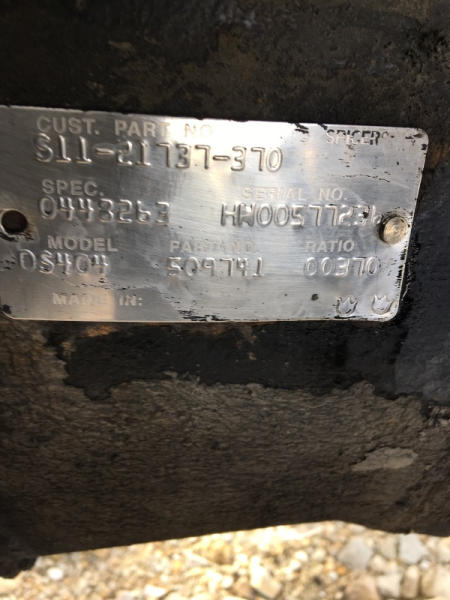 CUST. PART NO. SPICER®
S11-21737-370
SPEC. SERIAL NO.
0443263
MODEL PART NO. RATIO
DS404 509741 00370
MADE IN: